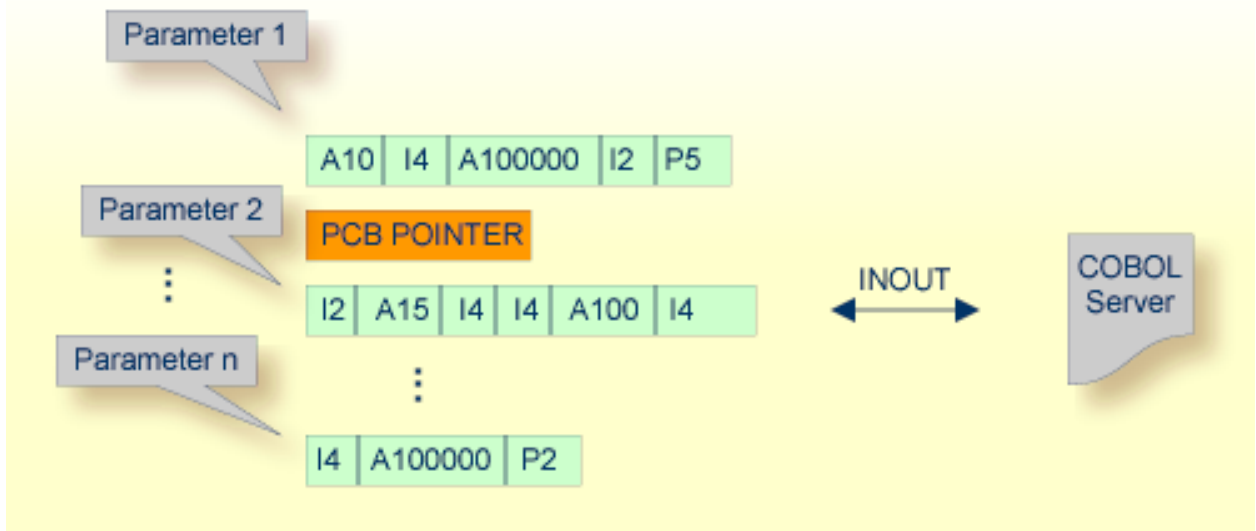 Parameter 1
A10 I4 A100000 I2 P5
Parameter 2
PCB POINTER
I2 A15 I4 I4 A100 I4
INOUT
COBOL
Server
Parameter n
I4 A100000 P2